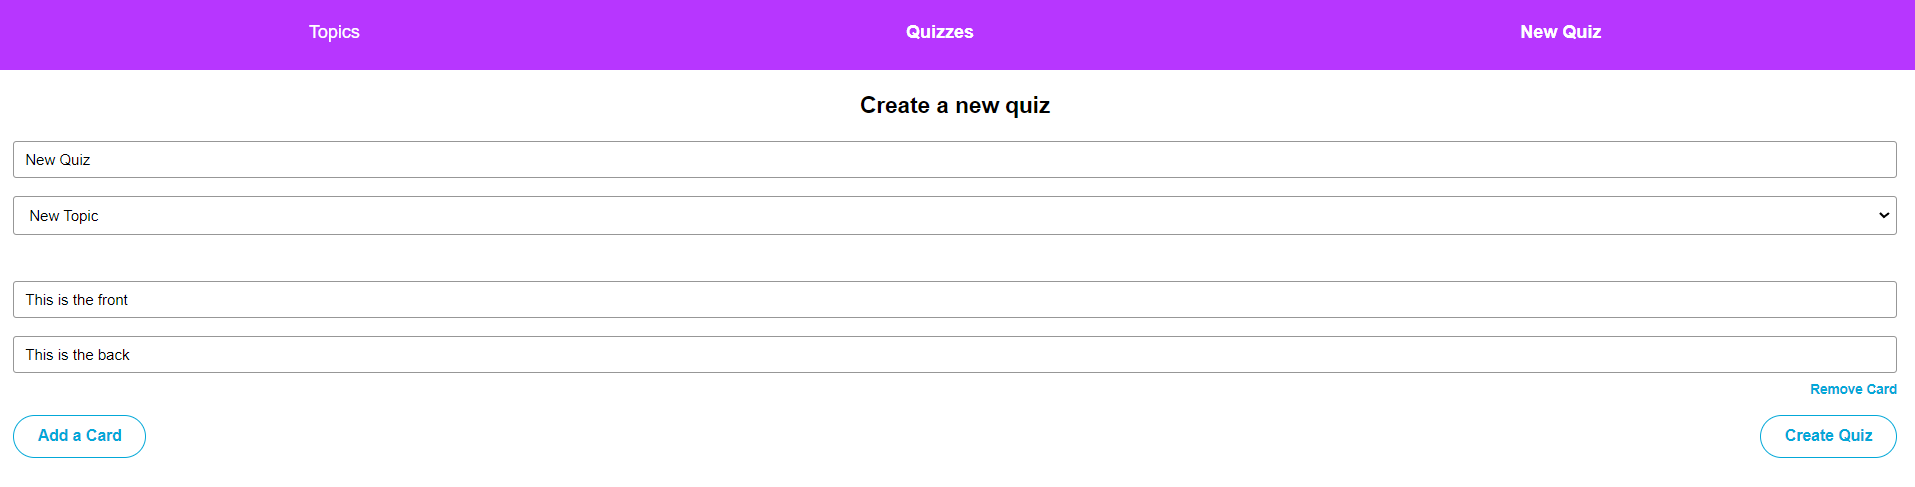 Topics Quizzes New Quiz
Create a new quiz
New Quiz
New Topic
This is the front
This is the back
Remove Card
Add a Card Create Quiz